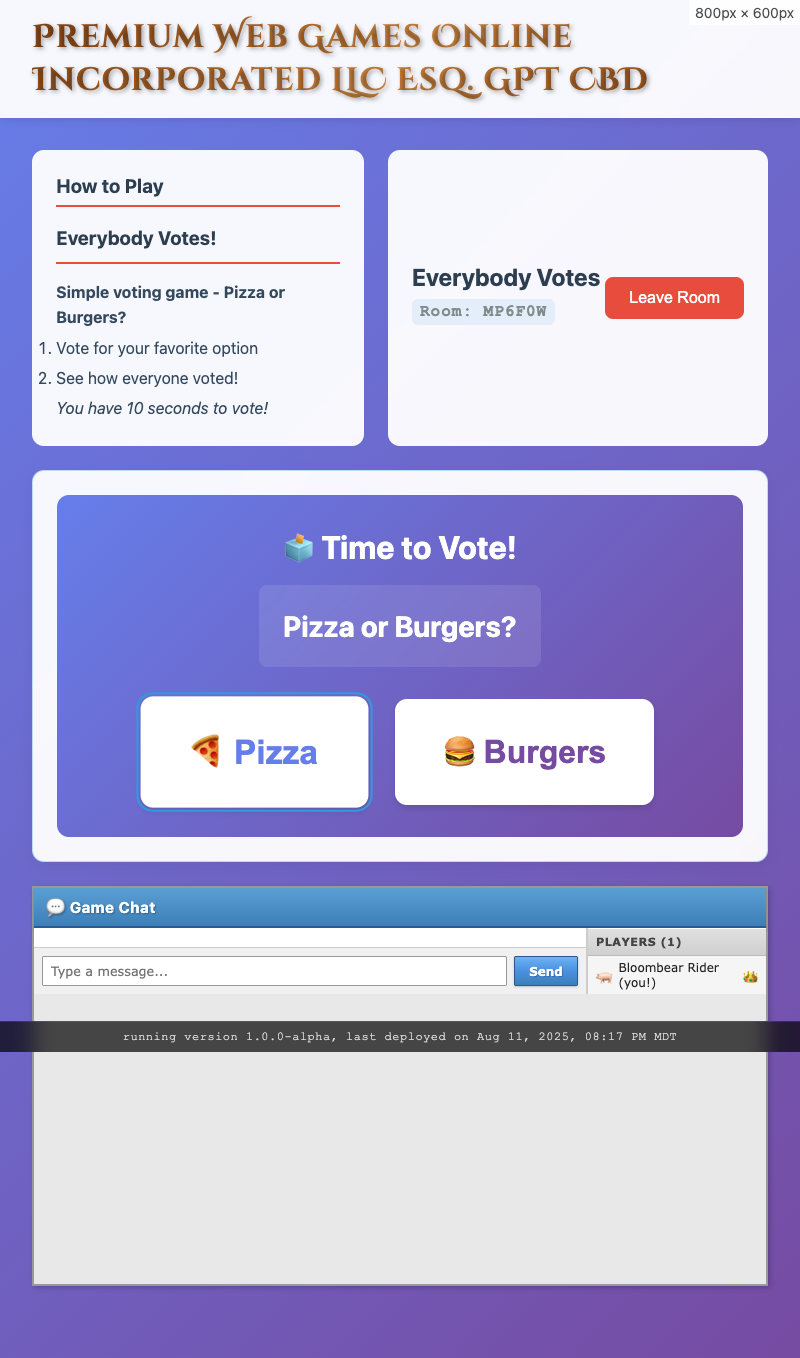 800px × 600px
Premium Web Games Online
Incorporated LLC Esq. GPT CBD
How to Play
Everybody Votes!
Simple voting game - Pizza or
Burgers?
1. Vote for your favorite option
2. See how everyone voted!
You have 10 seconds to vote!
Everybody Votes
Room: MP6F0W
Leave Room
🗳️ Time to Vote!
Pizza or Burgers?
🍕 Pizza
🍔 Burgers
💬 Game Chat
Type a message...
Send
PLAYERS (1)
Bloombear Rider
(you!)
running version 1.0.0-alpha, last deployed on Aug 11, 2025, 08:17 PM MDT